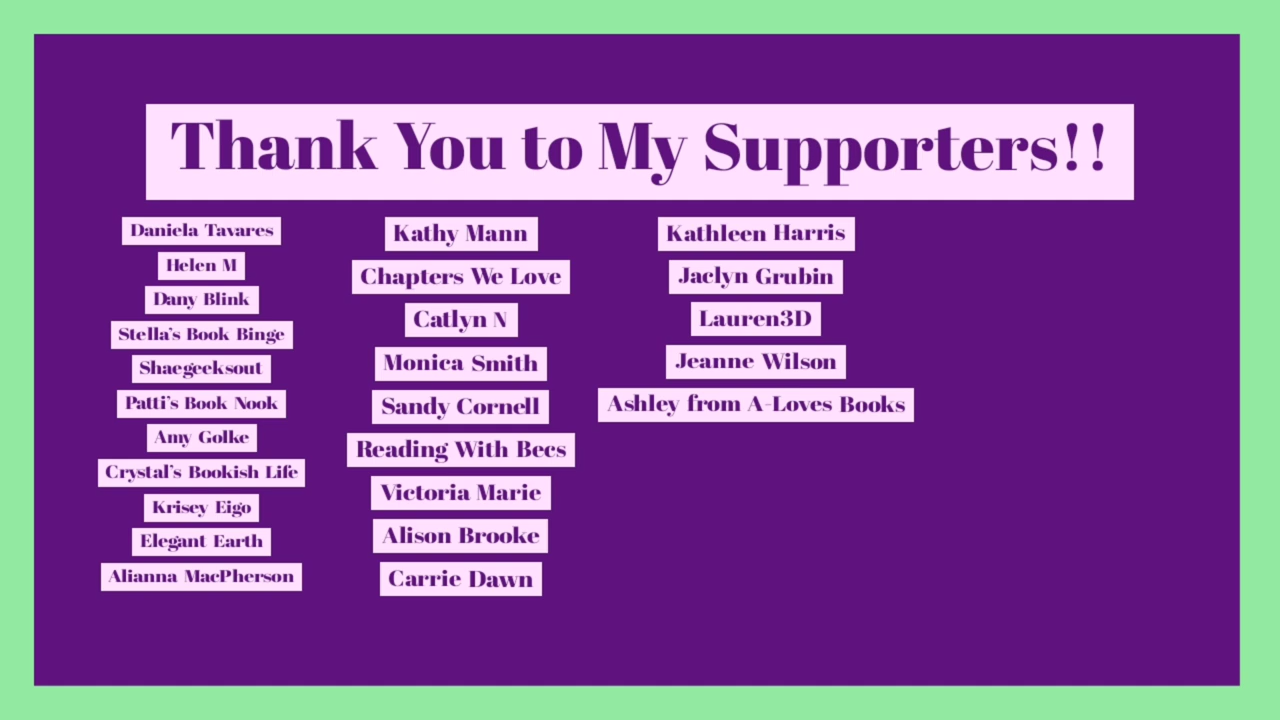 Thank You to My Supporters!!
Daniela Tavares
Helen M
Dany Blink
Stella's Book Binge
Shaegeeksout
Patti's Book Nook
Amy Golke
Crystal's Bookish Life
Krisey Eigo
Elegant Earth
Alianna MacPherson
Kathy Mann
Chapters We Love
Catlyn N
Monica Smith
Sandy Cornell
Reading With Becs
Victoria Marie
Alison Brooke
Carrie Dawn
Kathleen Harris
Jaclyn Grubin
Lauren3D
Jeanne Wilson
Ashley from A-Loves Books